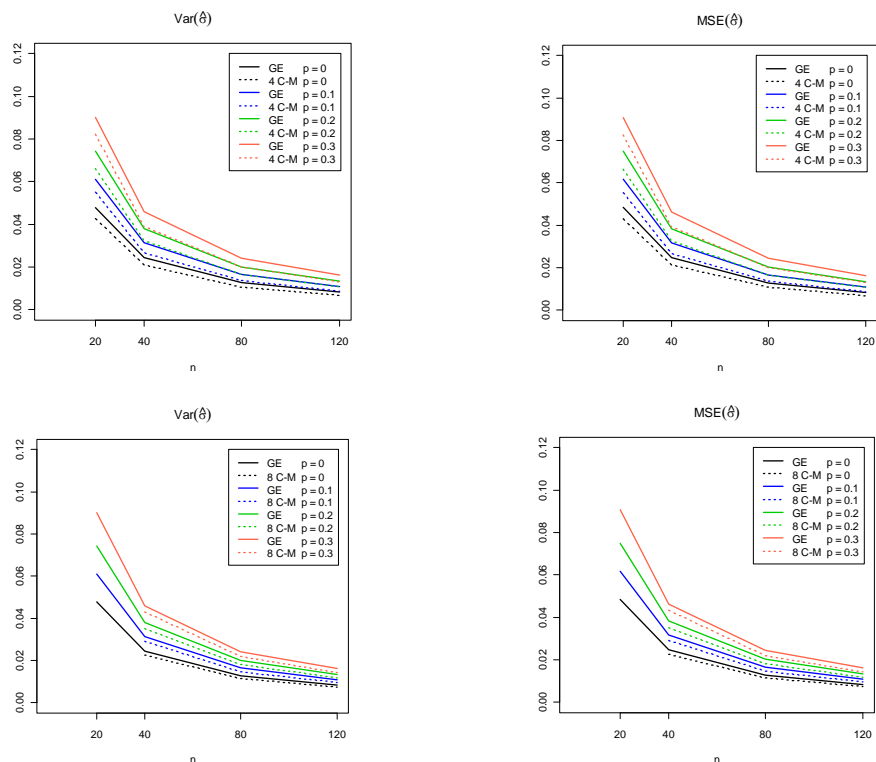 Var(σ̂)
0.00 0.02 0.04 0.06 0.08 0.10 0.12
GE p = 0
4 C-M p = 0
GE p = 0.1
4 C-M p = 0.1
GE p = 0.2
4 C-M p = 0.2
GE p = 0.3
4 C-M p = 0.3
20 40 80 120
n
MSE(σ̂)
0.00 0.02 0.04 0.06 0.08 0.10 0.12
GE p = 0
4 C-M p = 0
GE p = 0.1
4 C-M p = 0.1
GE p = 0.2
4 C-M p = 0.2
GE p = 0.3
4 C-M p = 0.3
20 40 80 120
n
Var(σ̂)
0.00 0.02 0.04 0.06 0.08 0.10 0.12
GE p = 0
8 C-M p = 0
GE p = 0.1
8 C-M p = 0.1
GE p = 0.2
8 C-M p = 0.2
GE p = 0.3
8 C-M p = 0.3
20 40 80 120
n
MSE(σ̂)
0.00 0.02 0.04 0.06 0.08 0.10 0.12
GE p = 0
8 C-M p = 0
GE p = 0.1
8 C-M p = 0.1
GE p = 0.2
8 C-M p = 0.2
GE p = 0.3
8 C-M p = 0.3
20 40 80 120
n